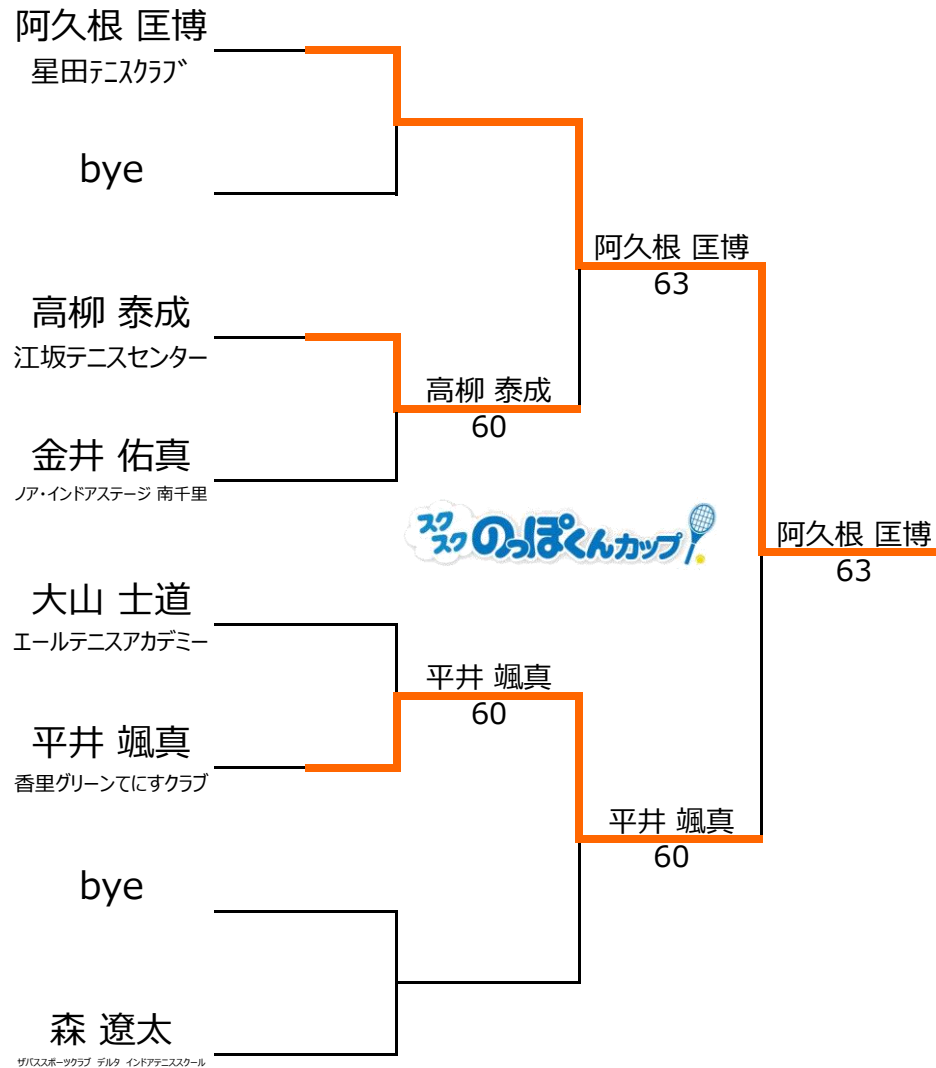 阿久根 匡博
星田テニスクラブ
bye
高柳 泰成
江坂テニスセンター
金井 佑真
ノア・インドアステージ 南千里
大山 士道
エールテニスアカデミー
平井 颯真
香里グリーンてにすクラブ
bye
森 遼太
ザバススポーツクラブ デルタ インドアテニススクール
高柳 泰成
60
平井 颯真
60
阿久根 匡博
63
平井 颯真
60
スクスク のっぽくんカップ
阿久根 匡博
63